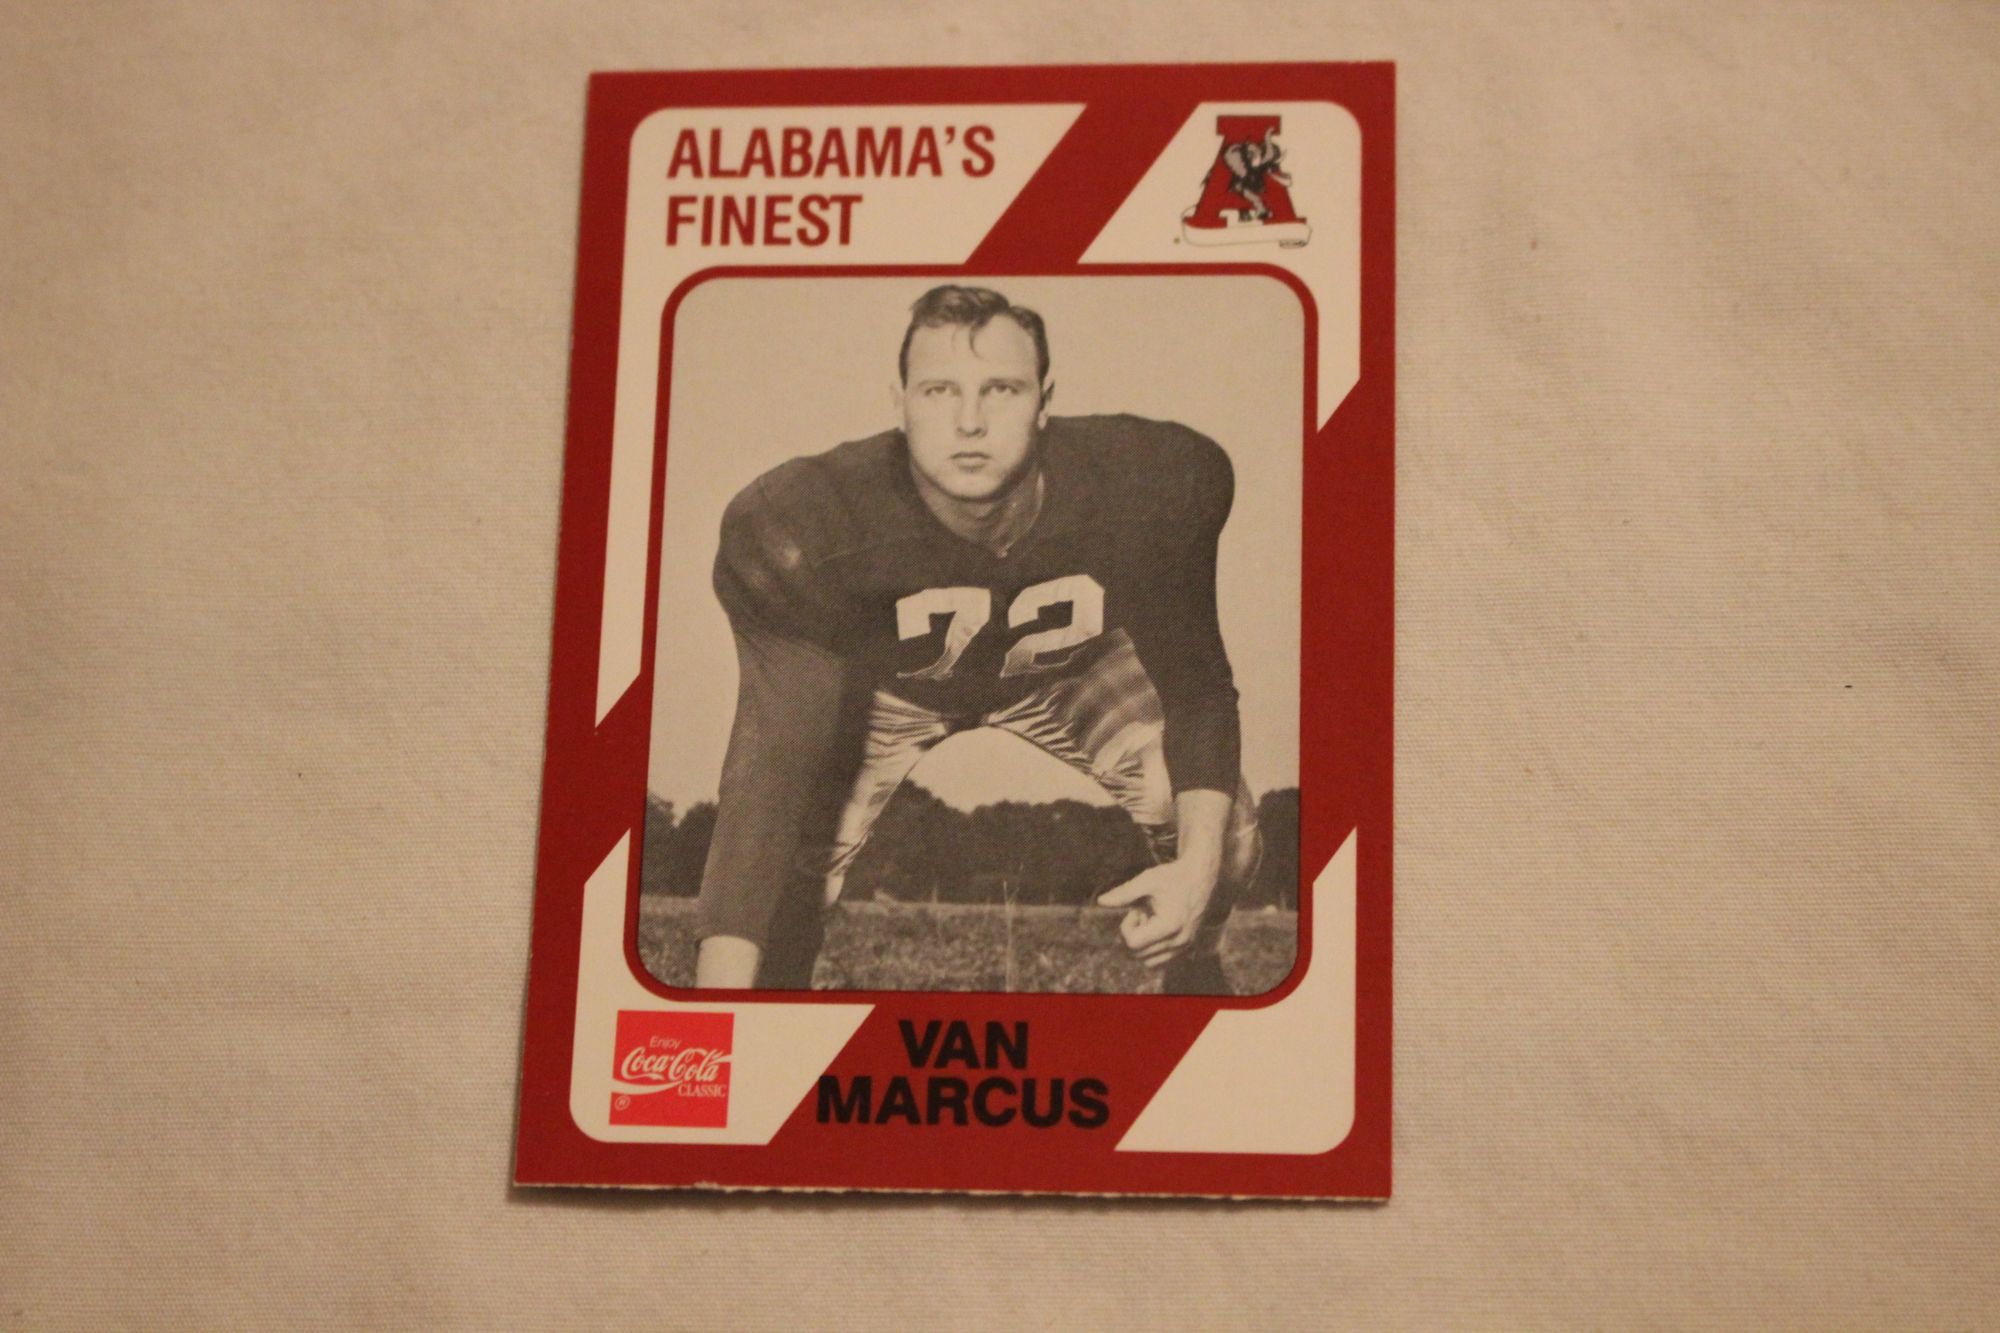 ALABAMA'S
FINEST
A
72
Enjoy
Coca-Cola
CLASSIC
®
VAN
MARCUS